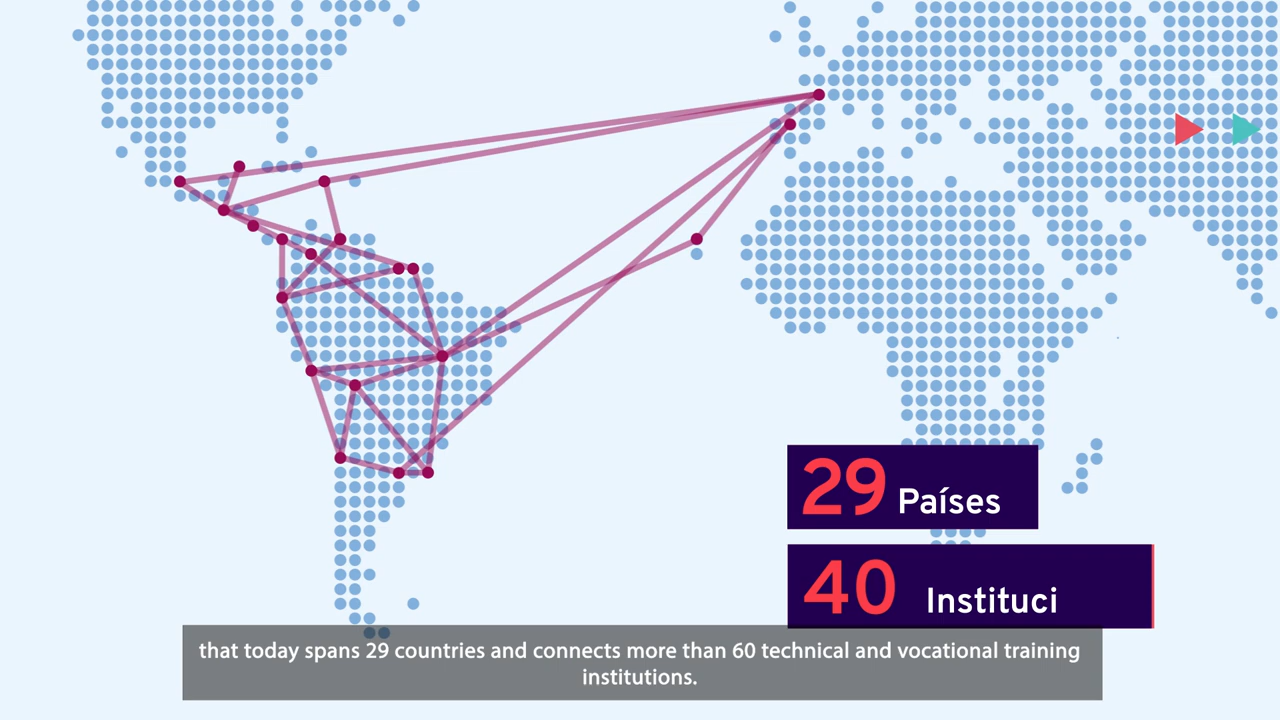 29 Países
40 Instituci
that today spans 29 countries and connects more than 60 technical and vocational training
institutions.